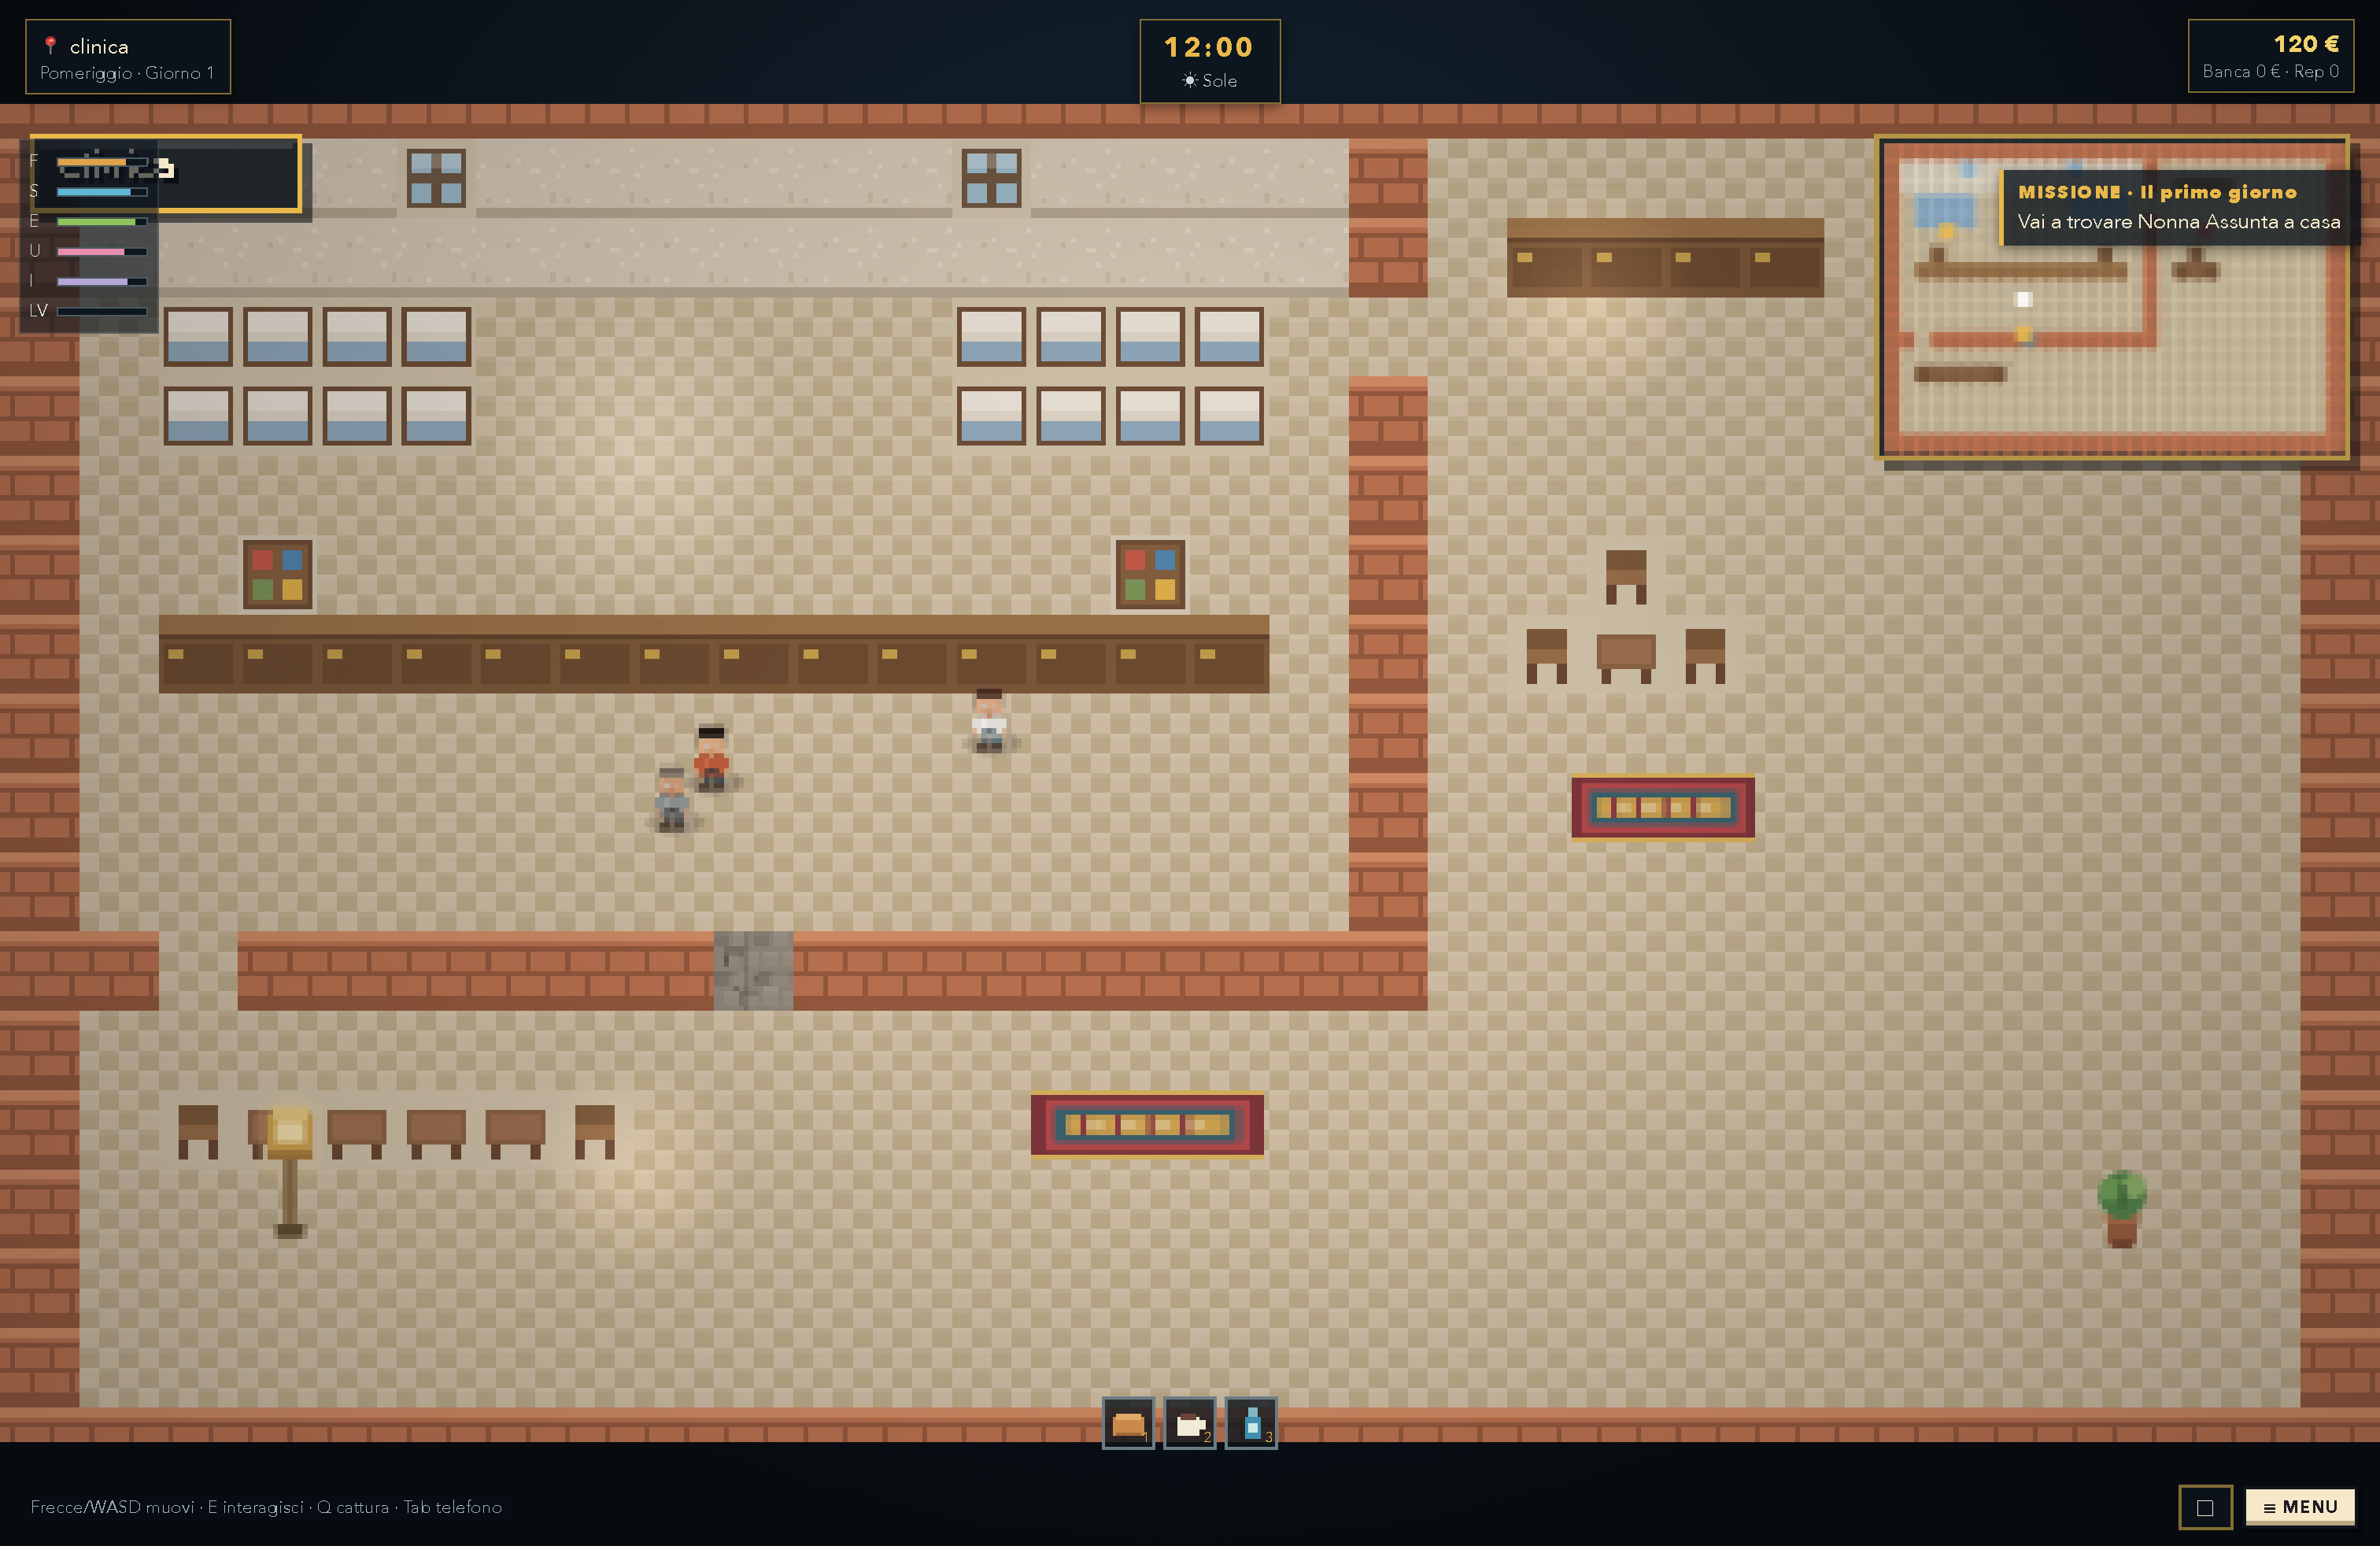 clinica
Pomeriggio · Giorno 1
12:00
Sole
120 €
Banca 0 € · Rep 0
F
S
E
U
I
LV
MISSIONE · Il primo giorno
Vai a trovare Nonna Assunta a casa
1
2
3
Frecce/WASD muovi · E interagisci · Q cattura · Tab telefono
≡ MENU